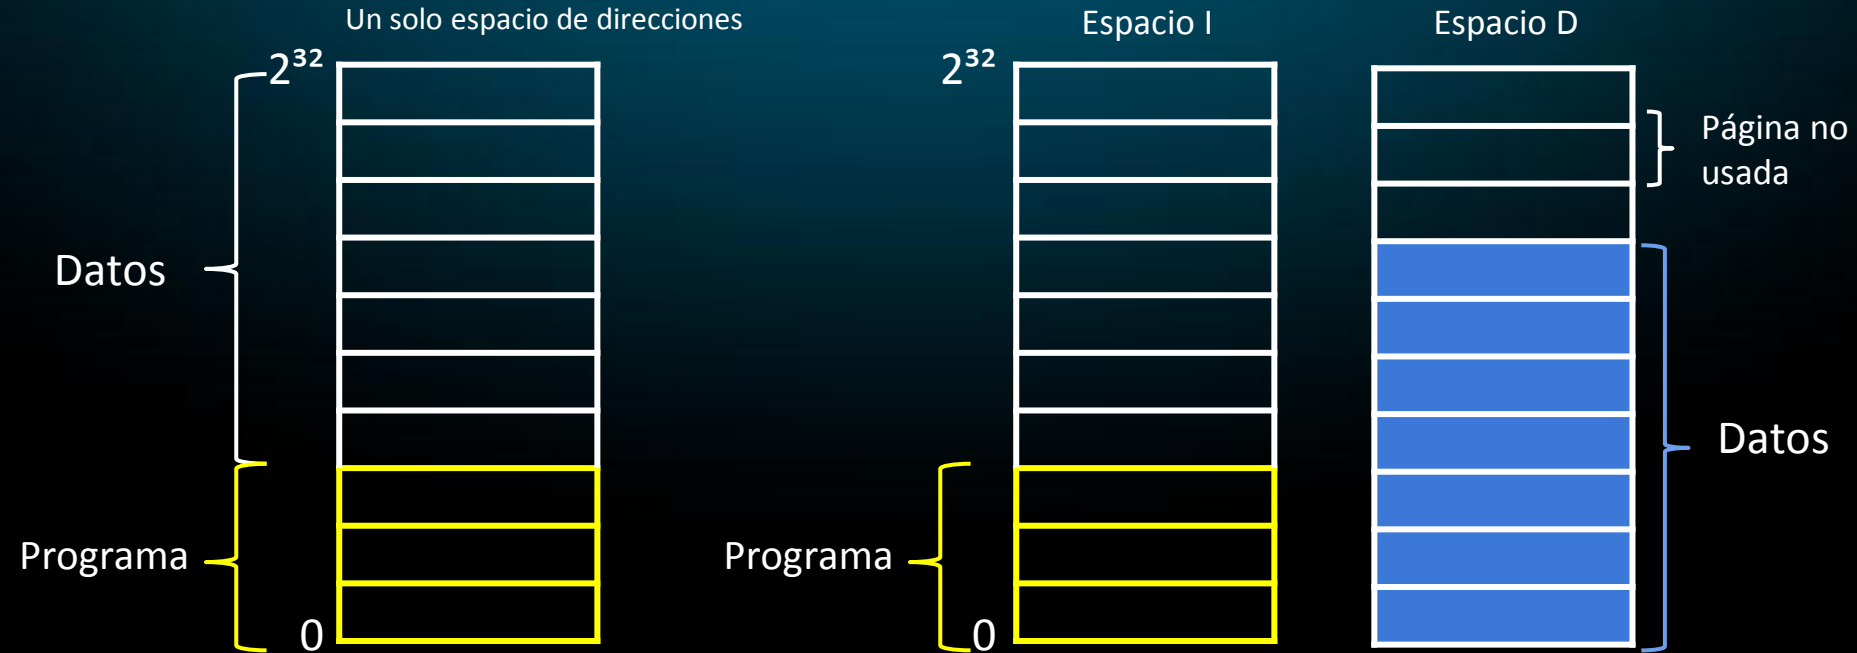 Un solo espacio de direcciones
Espacio I
Espacio D
2³²
2³²
Página no
usada
Datos
Datos
Programa
Programa
0
0